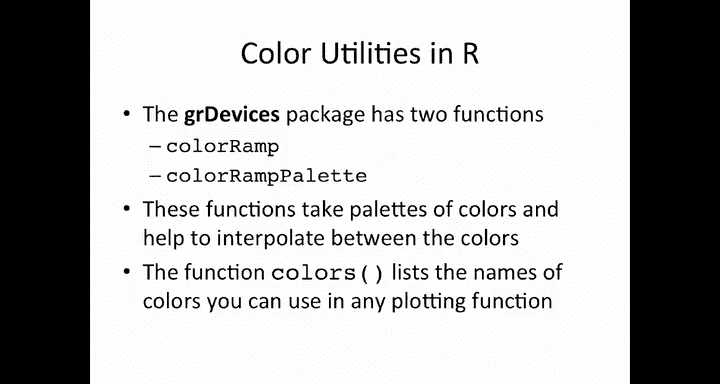 Color Utilities in R
• The grDevices package has two functions
– colorRamp
– colorRampPalette
• These functions take palettes of colors and
help to interpolate between the colors
• The function colors() lists the names of
colors you can use in any plotting function